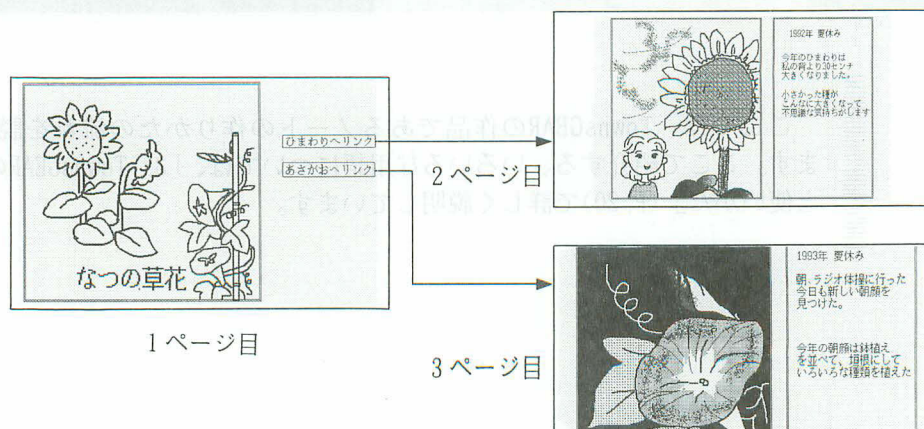 ひまわりへリンク
あさがおへリンク
なつの草花
1ページ目
1992年 夏休み
今年のひまわりは
私の背より30センチ
大きくなりました。
小さかった種が
こんなに大きくなって
不思議な気持ちがします
2ページ目
1993年 夏休み
朝、ラジオ体操に行った
今日も新しい朝顔を
見つけた。
今年の朝顔は鉢植え
を並べて、垣根にして
いろいろな種類を植えた
3ページ目